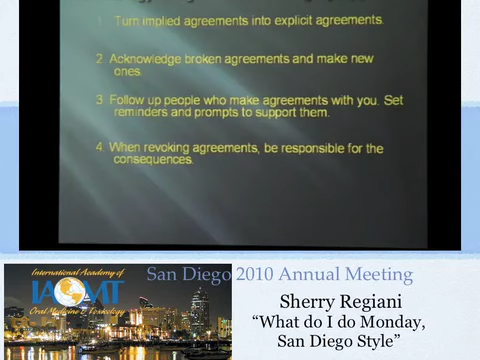 1. Turn implied agreements into explicit agreements.
2. Acknowledge broken agreements and make new
ones.
3. Follow up people who make agreements with you. Set
reminders and prompts to support them.
4. When revoking agreements, be responsible for the
consequences.
San Diego 2010 Annual Meeting
International Academy of
IAOMT
Oral Medicine & Toxicology
Sherry Regiani
“What do I do Monday,
San Diego Style”